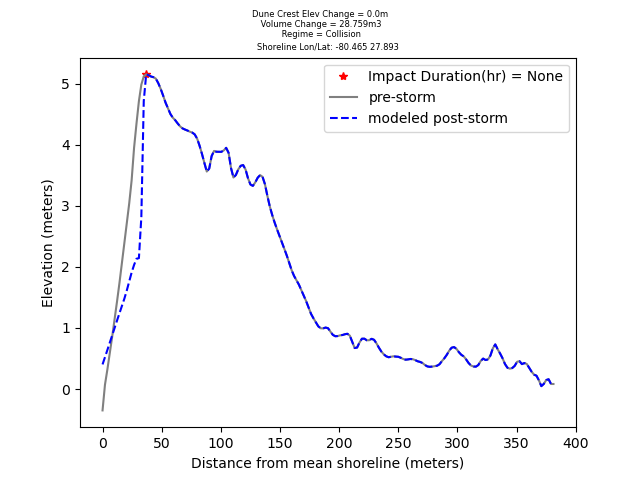 Dune Crest Elev Change = 0.0m
Volume Change = 28.759m3
Regime = Collision
Shoreline Lon/Lat: -80.465 27.893
Impact Duration(hr) = None
pre-storm
modeled post-storm
Elevation (meters)
5
4
3
2
1
0
0 50 100 150 200 250 300 350 400
Distance from mean shoreline (meters)